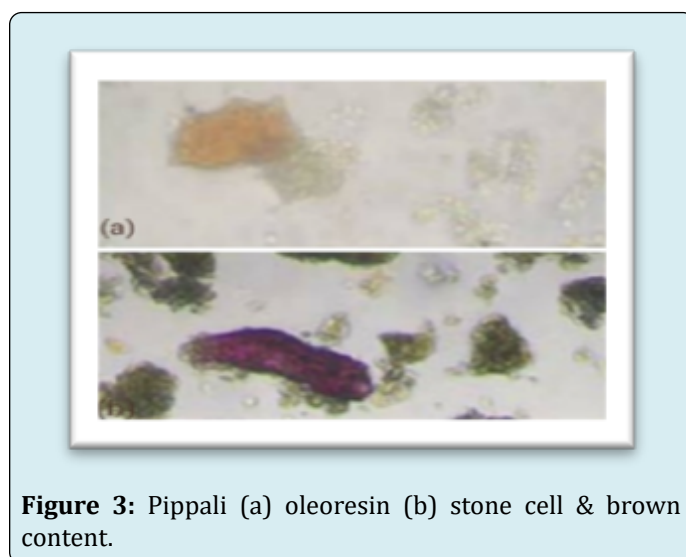 (a)
(b)
Figure 3: Pippali (a) oleoresin (b) stone cell & brown
content.